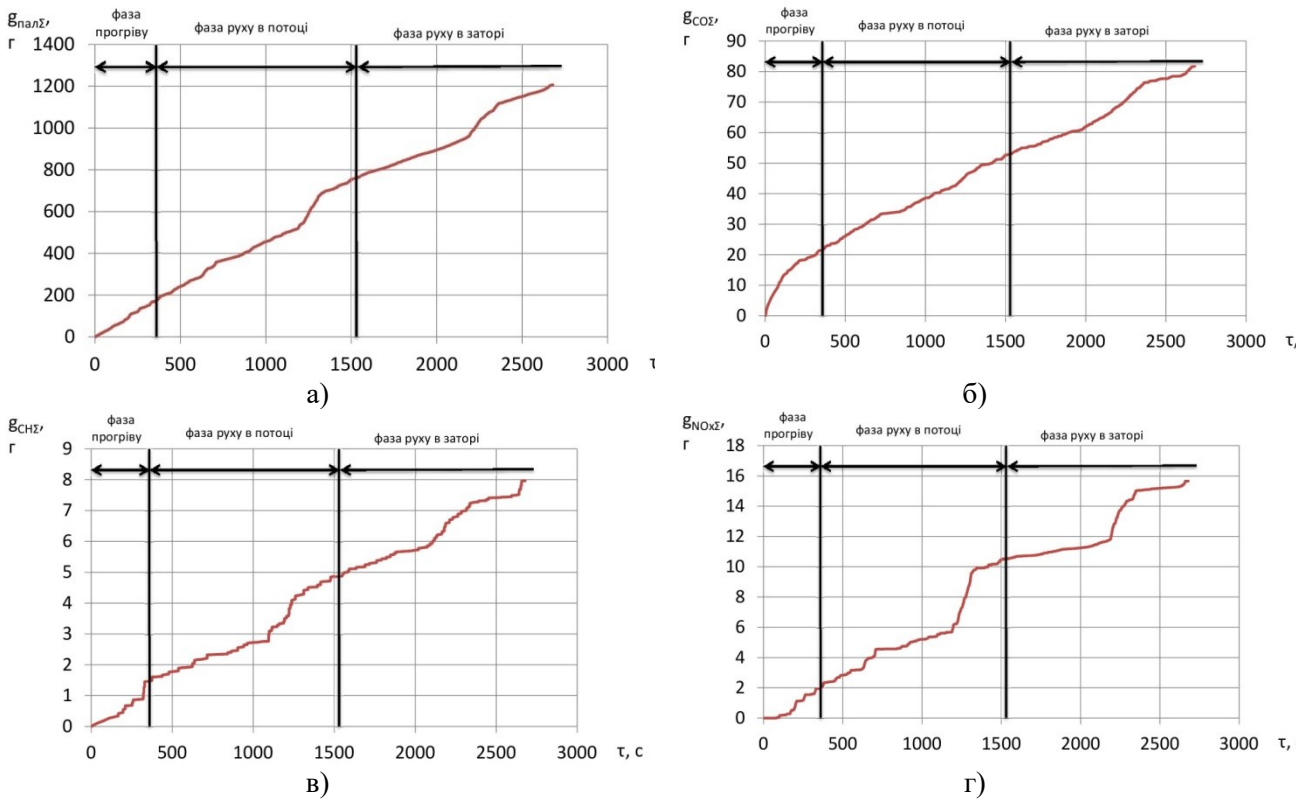 gпалΣ,
г
фаза
прогріву
фаза руху в потоці
фаза руху в заторі
1400
1200
1000
800
600
400
200
0
0 500 1000 1500 2000 2500 3000 τ
а)
gCOΣ,
г
фаза
прогріву
фаза руху в потоці
фаза руху в заторі
90
80
70
60
50
40
30
20
10
0
0 500 1000 1500 2000 2500 3000 τ,
б)
gCHΣ,
г
фаза
прогріву
фаза руху в потоці
фаза руху в заторі
9
8
7
6
5
4
3
2
1
0
0 500 1000 1500 2000 2500 3000 τ, с
в)
gNOxΣ,
г
фаза
прогріву
фаза руху в потоці
фаза руху в заторі
18
16
14
12
10
8
6
4
2
0
0 500 1000 1500 2000 2500 3000 τ,
г)